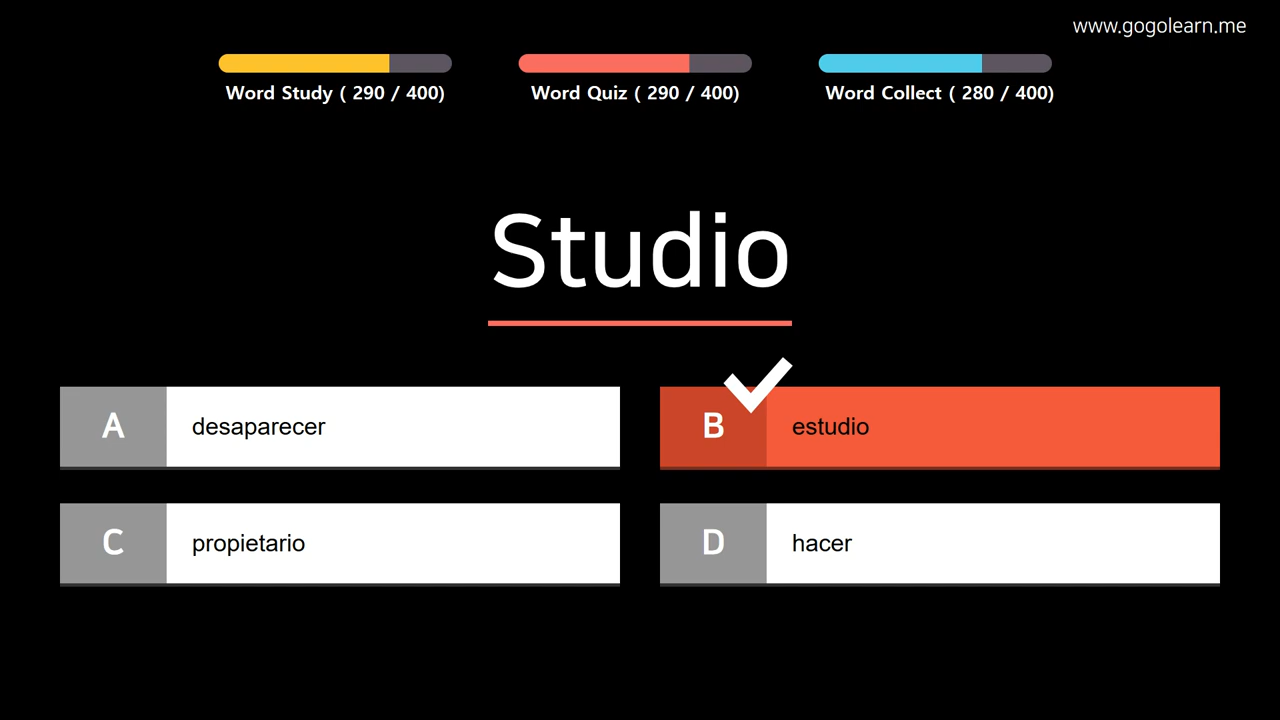 www.gogolearn.me
Word Study ( 290 / 400)
Word Quiz ( 290 / 400)
Word Collect ( 280 / 400)
Studio
A desaparecer
B estudio
C propietario
D hacer